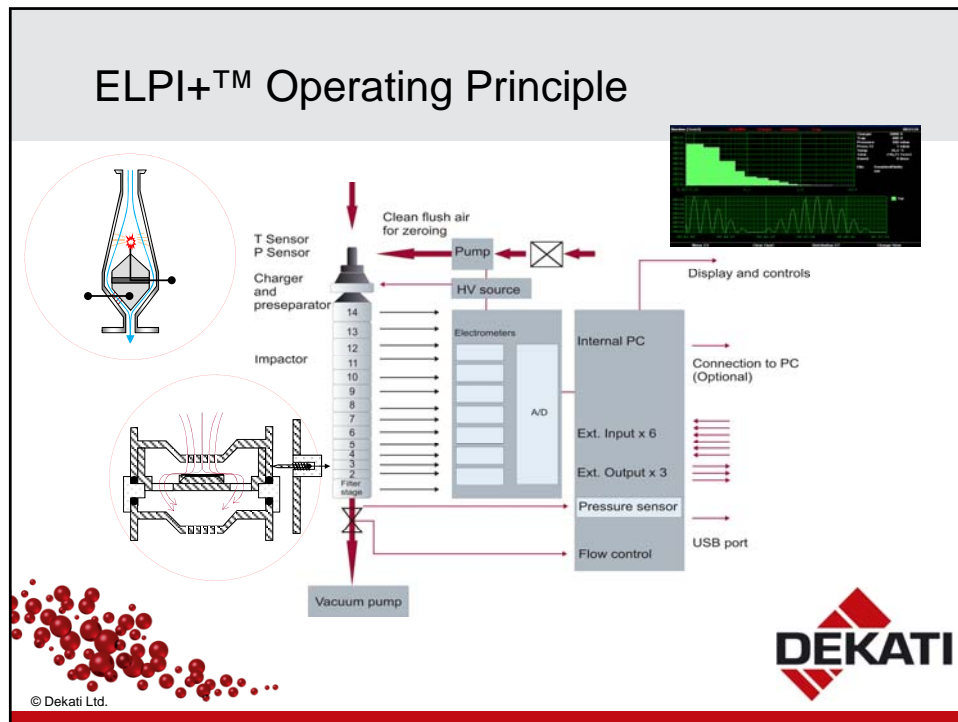 ELPI+™ Operating Principle
Clean flush air
for zeroing
T Sensor
P Sensor
Pump
Charger
and
preseparator
HV source
Display and controls
14
13
12
11
10
9
8
7
6
5
4
3
2
Filter
stage
Impactor
Electrometers
A/D
Internal PC
Connection to PC
(Optional)
Ext. Input x 6
Ext. Output x 3
Pressure sensor
USB port
Flow control
Vacuum pump
DEKATI
© Dekati Ltd.